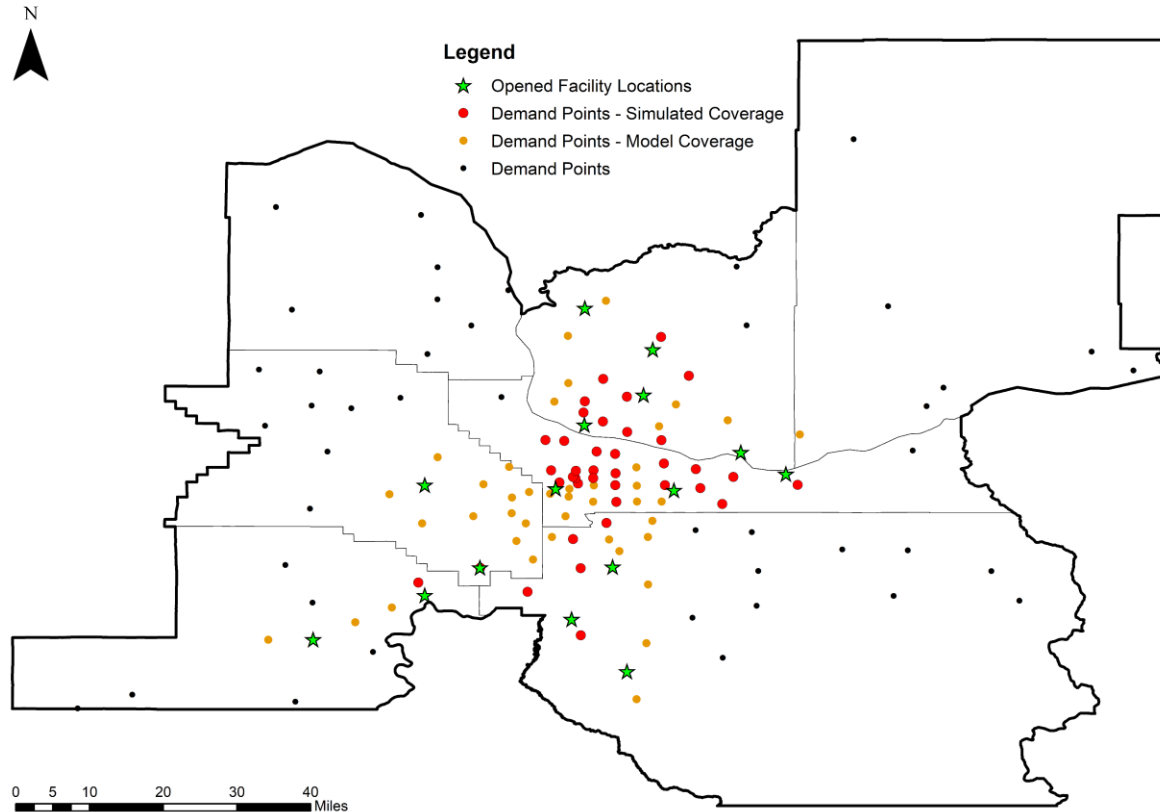 N
Legend
Opened Facility Locations
Demand Points - Simulated Coverage
Demand Points - Model Coverage
Demand Points
0 5 10 20 30 40
Miles